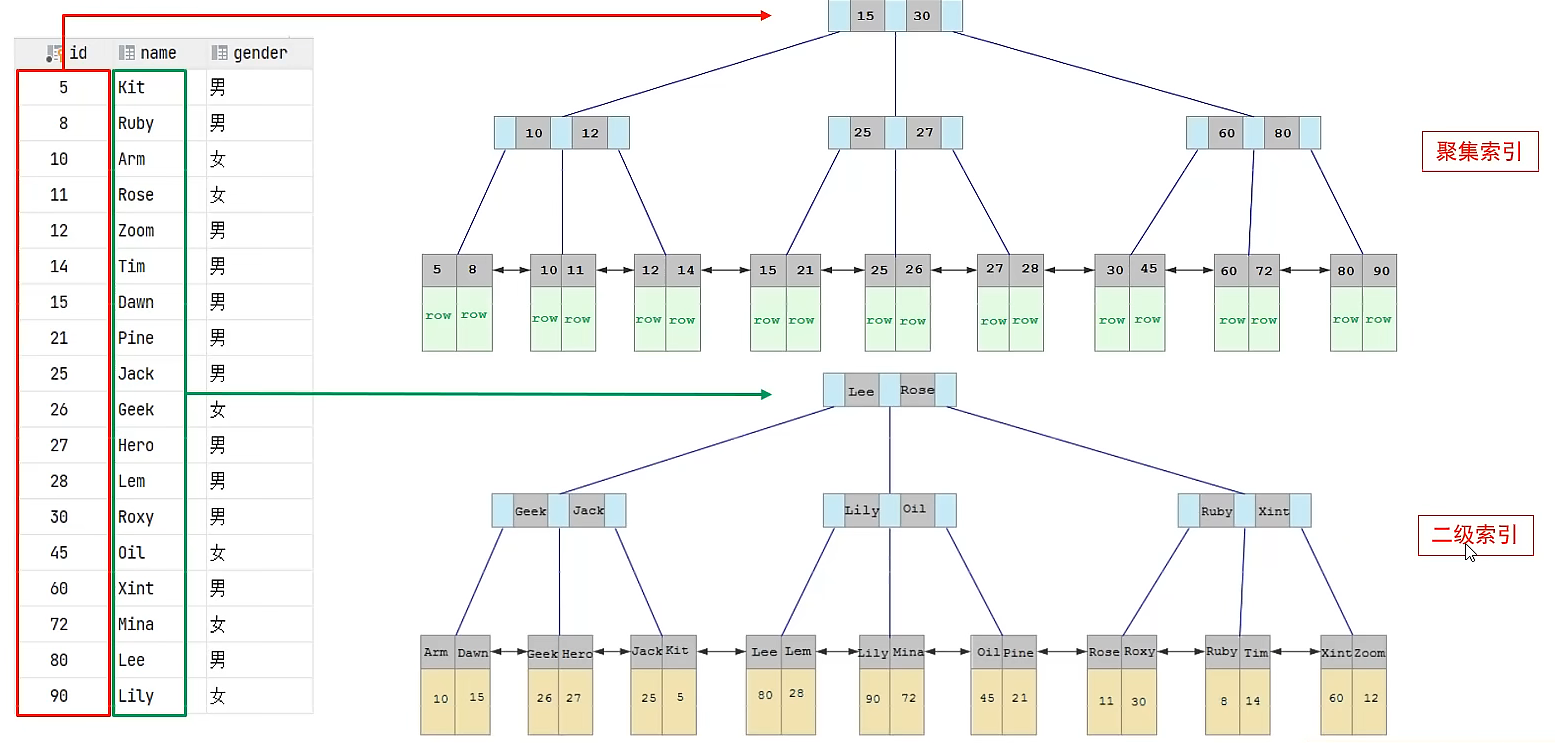 id name gender
5 Kit 男
8 Ruby 男
10 Arm 女
11 Rose 女
12 Zoom 男
14 Tim 男
15 Dawn 男
21 Pine 男
25 Jack 男
26 Geek 女
27 Hero 男
28 Lem 男
30 Roxy 男
45 Oil 女
60 Xint 男
72 Mina 女
80 Lee 男
90 Lily 女
15 30
10 12 25 27 60 80
聚集索引
5 8 10 11 12 14 15 21 25 26 27 28 30 45 60 72 80 90
row row row row row row row row row row row row row row row row row row
Lee Rose
Geek Jack Lily Oil Ruby Xint
二级索引
Arm Dawn Geek Hero Jack Kit Lee Lem Lily Mina Oil Pine Rose Roxy Ruby Tim Xint Zoom
10 15 26 27 25 5 80 28 90 72 45 21 11 30 8 14 60 12